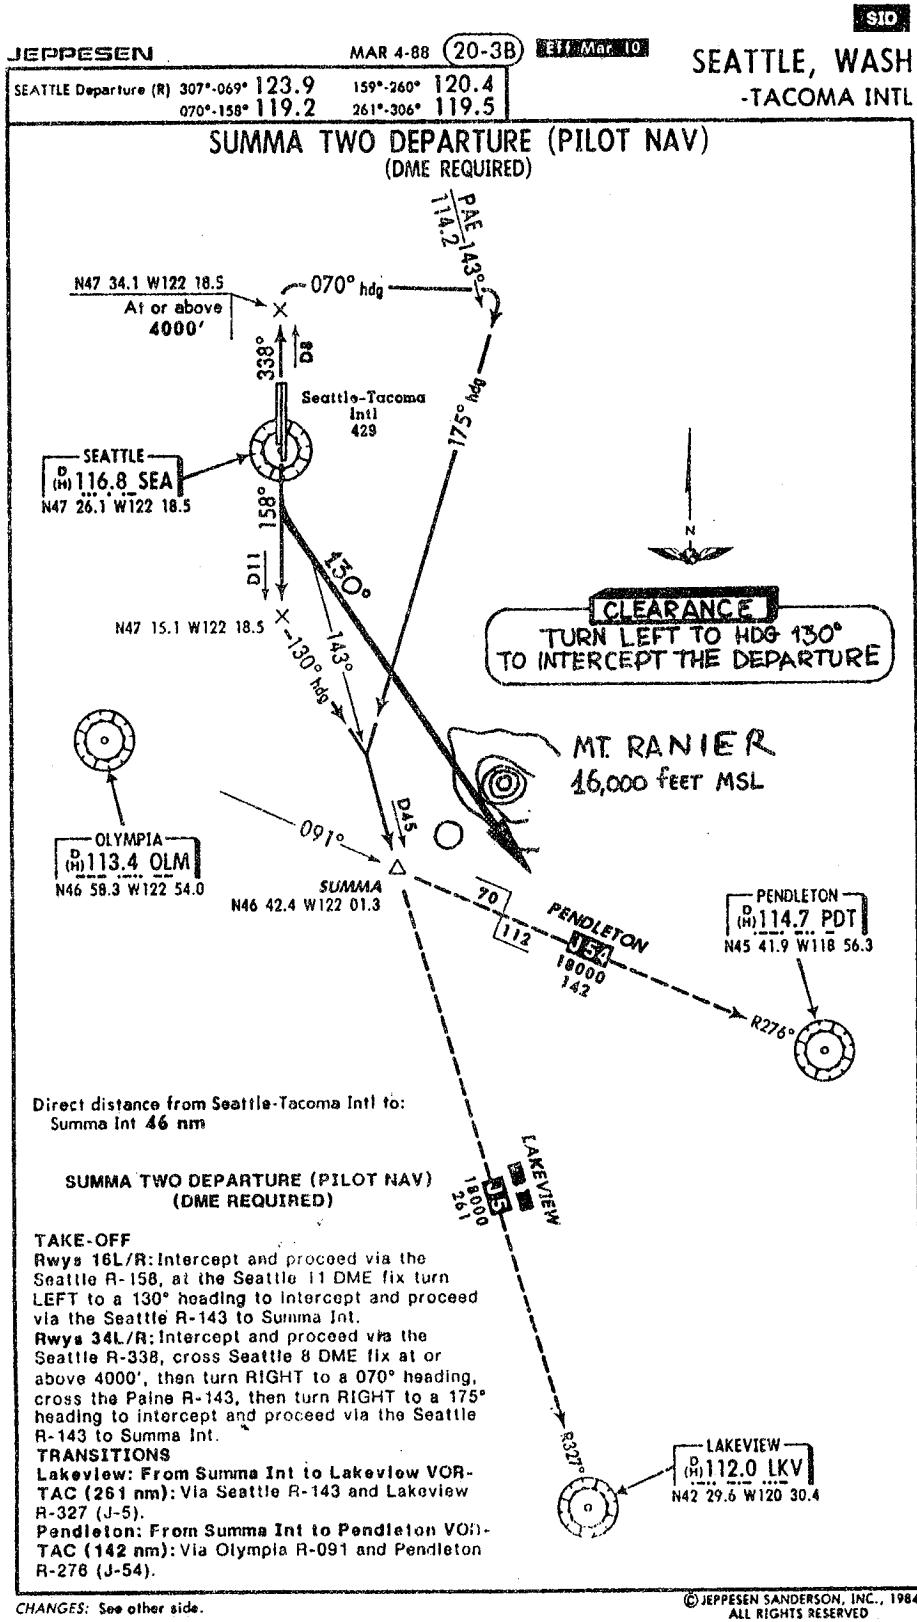 SID
JEPPESEN
MAR 4-88
20-3B
Eff Mar 10
SEATTLE, WASH
-TACOMA INTL
SEATTLE Departure (R) 307°-069° 123.9 159°-260° 120.4
070°-158° 119.2 261°-306° 119.5
SUMMA TWO DEPARTURE (PILOT NAV)
(DME REQUIRED)
PAE
114.2
143°
N47 34.1 W122 18.5
At or above
4000'
070° hdg
338°
D8
Seattle-Tacoma
Intl
429
175° hdg
SEATTLE
D
(H) 116.8 SEA
N47 26.1 W122 18.5
158°
D11
N
130°
CLEARANCE
TURN LEFT TO HDG 130°
TO INTERCEPT THE DEPARTURE
N47 15.1 W122 18.5
130° hdg
143°
MT. RANIER
16,000 feet MSL
OLYMPIA
D
(H) 113.4 OLM
N46 58.3 W122 54.0
091°
D45
SUMMA
N46 42.4 W122 01.3
70
112
PENDLETON
J54
18000
142
PENDLETON
D
(H) 114.7 PDT
N45 41.9 W118 56.3
R276°
Direct distance from Seattle-Tacoma Intl to:
Summa Int 46 nm
LAKEVIEW
J5
18000
261
SUMMA TWO DEPARTURE (PILOT NAV)
(DME REQUIRED)
TAKE-OFF
Rwys 16L/R: Intercept and proceed via the
Seattle R-158, at the Seattle 11 DME fix turn
LEFT to a 130° heading to intercept and proceed
via the Seattle R-143 to Summa Int.
Rwys 34L/R: Intercept and proceed via the
Seattle R-338, cross Seattle 8 DME fix at or
above 4000', then turn RIGHT to a 070° heading,
cross the Paine R-143, then turn RIGHT to a 175°
heading to intercept and proceed via the Seattle
R-143 to Summa Int.
TRANSITIONS
Lakeview: From Summa Int to Lakeview VOR-
TAC (261 nm): Via Seattle R-143 and Lakeview
R-327 (J-5).
Pendleton: From Summa Int to Pendleton VOR-
TAC (142 nm): Via Olympia R-091 and Pendleton
R-276 (J-54).
R327°
LAKEVIEW
D
(H) 112.0 LKV
N42 29.6 W120 30.4
CHANGES: See other side.
© JEPPESEN SANDERSON, INC., 1984
ALL RIGHTS RESERVED